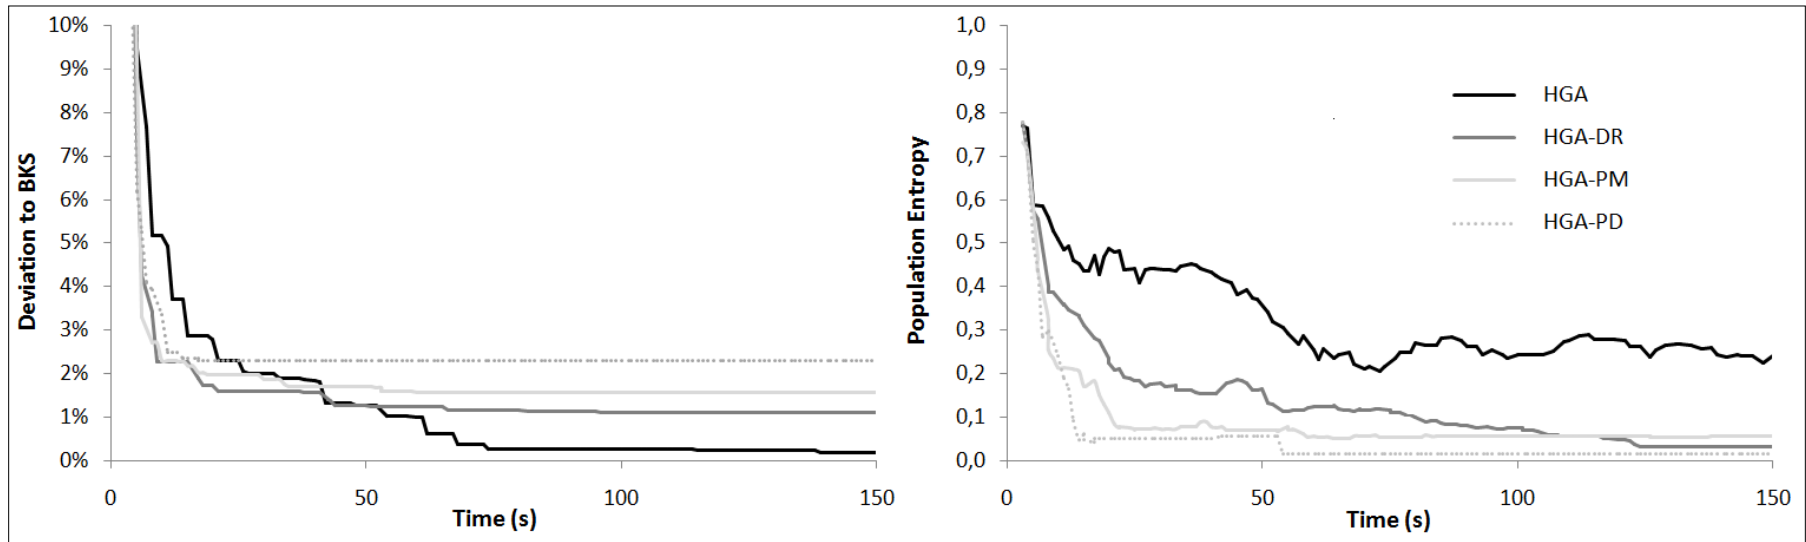 Deviation to BKS
10%
9%
8%
7%
6%
5%
4%
3%
2%
1%
0%
0 50 100 150
Time (s)
Population Entropy
1,0
0,9
0,8
0,7
0,6
0,5
0,4
0,3
0,2
0,1
0,0
0 50 100 150
Time (s)
HGA
HGA-DR
HGA-PM
HGA-PD